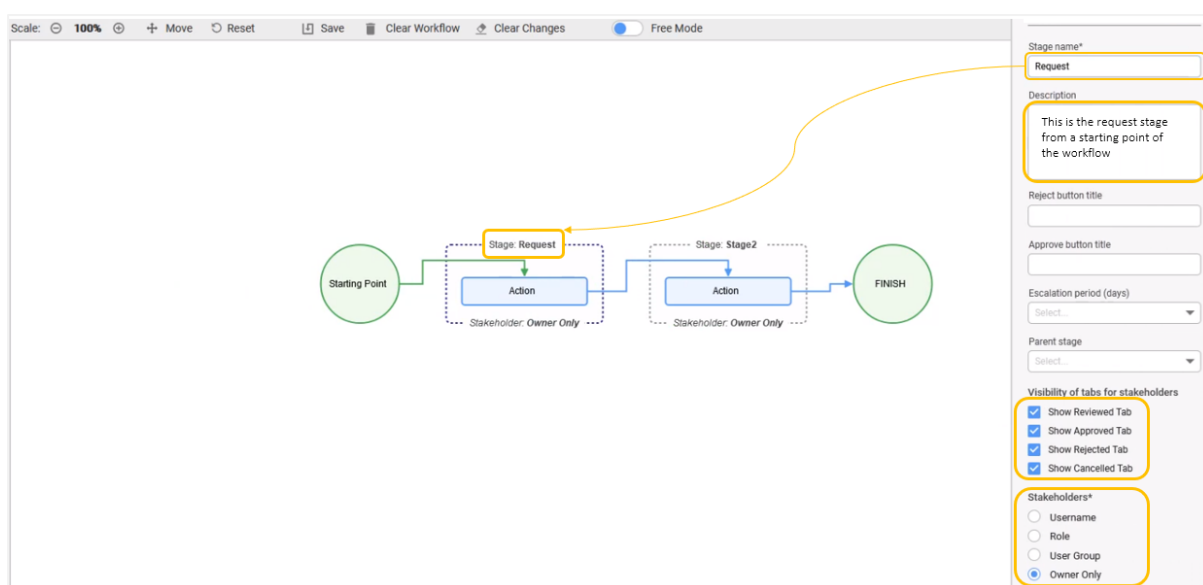 Scale: 100% Move Reset Save Clear Workflow Clear Changes Free Mode
Stage: Request
Stage: Stage2
Starting Point
Action
Action
FINISH
Stakeholder: Owner Only
Stakeholder: Owner Only
Stage name*
Request
Description
This is the request stage
from a starting point of
the workflow
Reject button title
Approve button title
Escalation period (days)
Select...
Parent stage
Select...
Visibility of tabs for stakeholders
Show Reviewed Tab
Show Approved Tab
Show Rejected Tab
Show Cancelled Tab
Stakeholders*
Username
Role
User Group
Owner Only